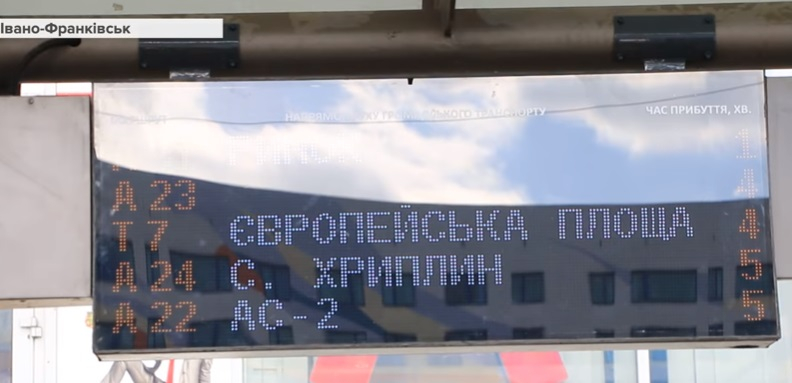 Івано-Франківськ
ЧАС ПРИБУТТЯ, ХВ.
1
А 23 4
Т 7 ЄВРОПЕЙСЬКА ПЛОЩА 4
А 24 С. ХРИПЛИН 5
А 22 АС-2 5